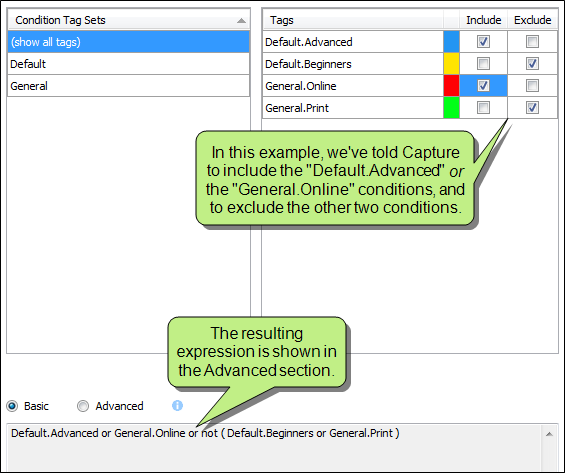 Condition Tag Sets
Tags Include Exclude
(show all tags)
Default.Advanced
Default
Default.Beginners
General
General.Online
General.Print
In this example, we've told Capture
to include the "Default.Advanced" or
the "General.Online" conditions, and
to exclude the other two conditions.
The resulting
expression is shown in
the Advanced section.
Basic Advanced
Default.Advanced or General.Online or not ( Default.Beginners or General.Print )